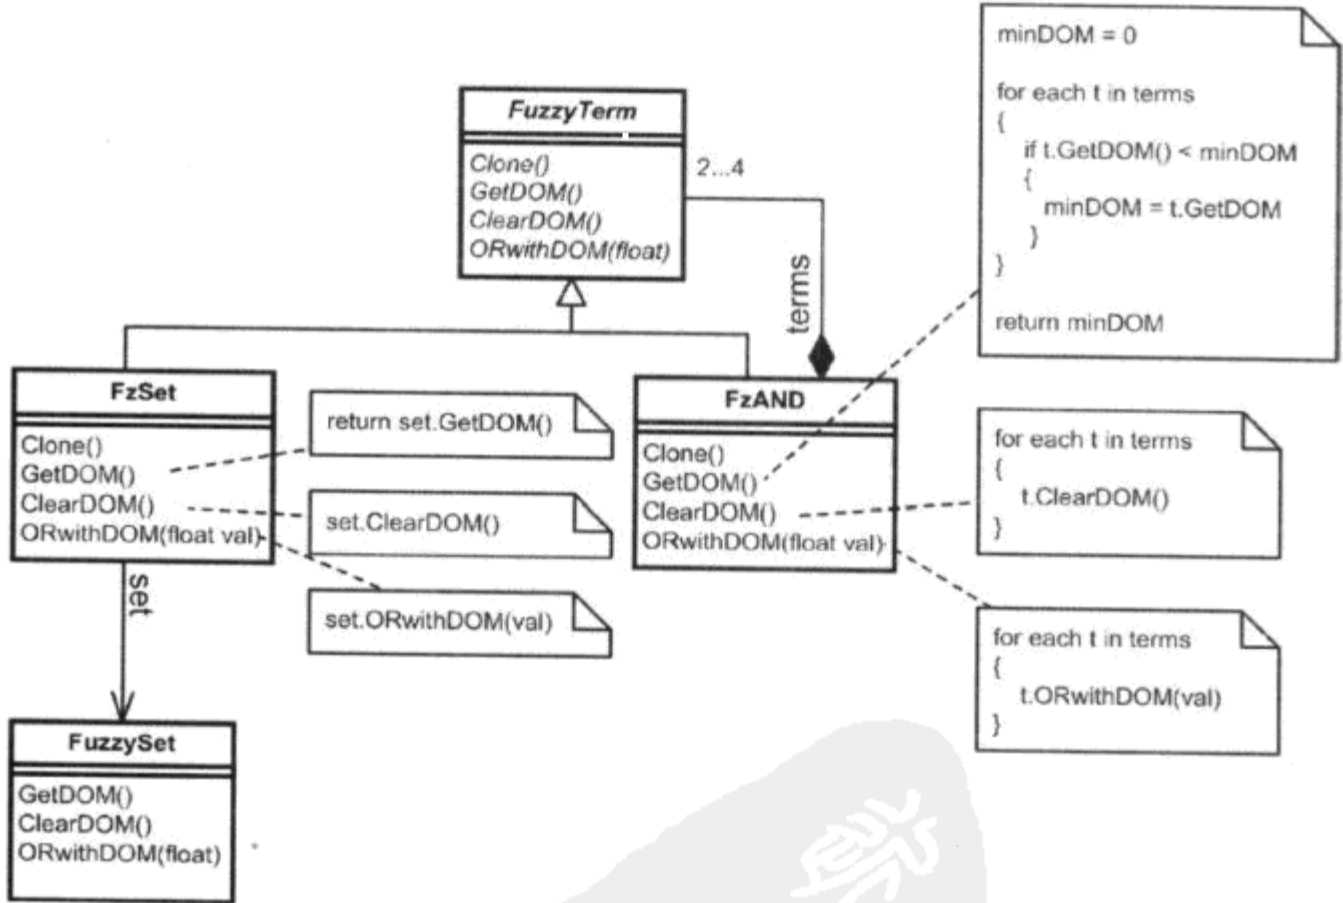 FuzzyTerm
Clone()
GetDOM()
ClearDOM()
ORwithDOM(float)
2...4
terms
FzSet
Clone()
GetDOM()
ClearDOM()
ORwithDOM(float val)
return set.GetDOM()
set.ClearDOM()
set.ORwithDOM(val)
set
FuzzySet
GetDOM()
ClearDOM()
ORwithDOM(float)
FzAND
Clone()
GetDOM()
ClearDOM()
ORwithDOM(float val)
minDOM = 0
for each t in terms
{
if t.GetDOM() < minDOM
{
minDOM = t.GetDOM
}
}
return minDOM
for each t in terms
{
t.ClearDOM()
}
for each t in terms
{
t.ORwithDOM(val)
}